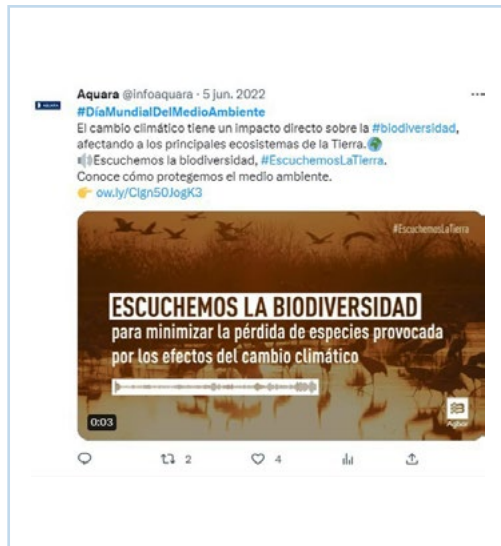 Aquara @infoaquara · 5 jun. 2022
#DíaMundialDelMedioAmbiente
El cambio climático tiene un impacto directo sobre la #biodiversidad,
afectando a los principales ecosistemas de la Tierra.🌍
🔊Escuchemos la biodiversidad, #EscuchemosLaTierra.
Conoce cómo protegemos el medio ambiente.
👉 ow.ly/Clgn50JogK3
#EscuchemosLaTierra
ESCUCHEMOS LA BIODIVERSIDAD
para minimizar la pérdida de especies provocada
por los efectos del cambio climático
0:03
Agbar
2
4